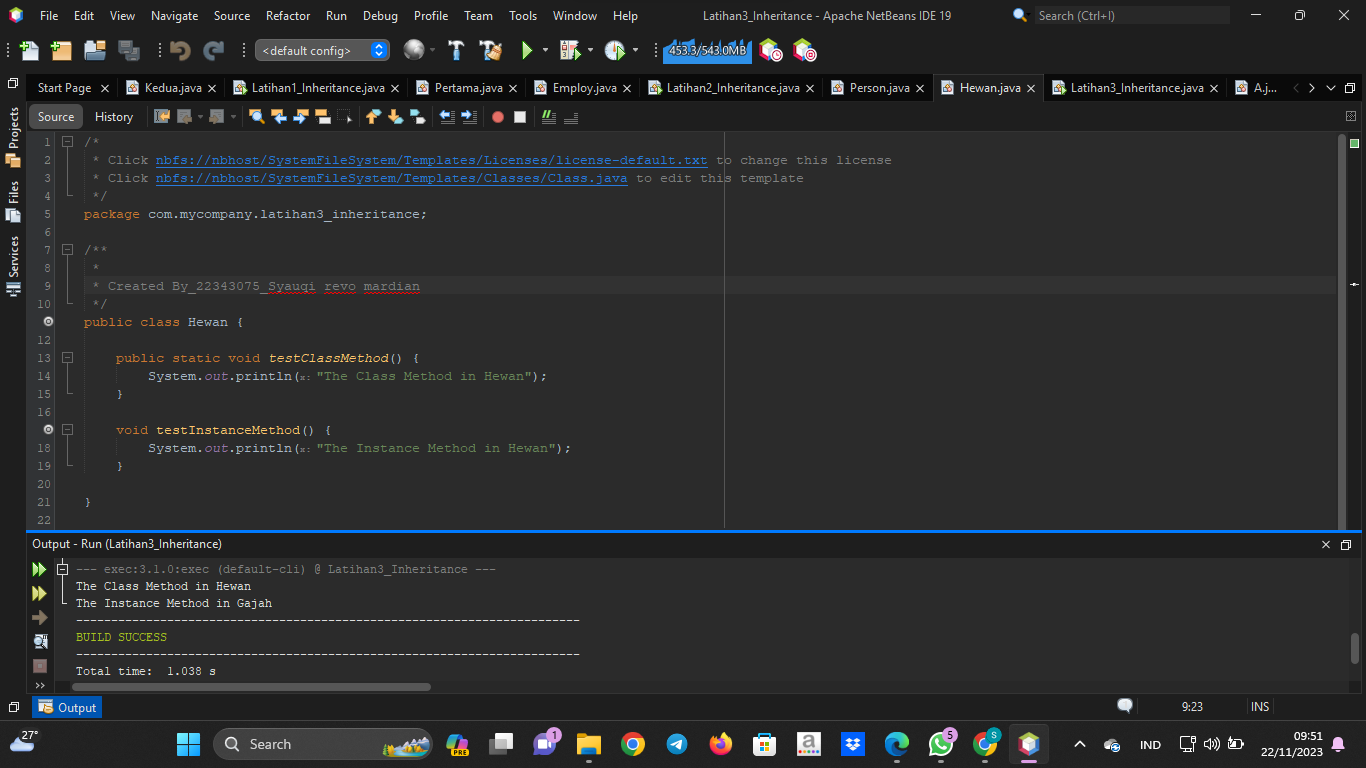 File Edit View Navigate Source Refactor Run Debug Profile Team Tools Window Help Latihan3_Inheritance - Apache NetBeans IDE 19 Search (Ctrl+I)
<default config> 453.3/543.0MB
Start Page Kedua.java Latihan1_Inheritance.java Pertama.java Employ.java Latihan2_Inheritance.java Person.java Hewan.java Latihan3_Inheritance.java A.j...
Projects
Files
Services
Source History
1 /*
2 * Click nbfs://nbhost/SystemFileSystem/Templates/Licenses/license-default.txt to change this license
3 * Click nbfs://nbhost/SystemFileSystem/Templates/Classes/Class.java to edit this template
4 */
5 package com.mycompany.latihan3_inheritance;
6
7 /**
8 *
9 * Created By_22343075_Syauqi revo mardian
10 */
public class Hewan {
12
13 public static void testClassMethod() {
14 System.out.println(x: "The Class Method in Hewan");
15 }
16
void testInstanceMethod() {
18 System.out.println(x: "The Instance Method in Hewan");
19 }
20
21 }
22
Output - Run (Latihan3_Inheritance)
--- exec:3.1.0:exec (default-cli) @ Latihan3_Inheritance ---
The Class Method in Hewan
The Instance Method in Gajah
------------------------------------------------------------------------
BUILD SUCCESS
------------------------------------------------------------------------
Total time:  1.038 s
Output 9:23 INS
27° Search PRE 1 a 5 S IND 09:51
22/11/2023